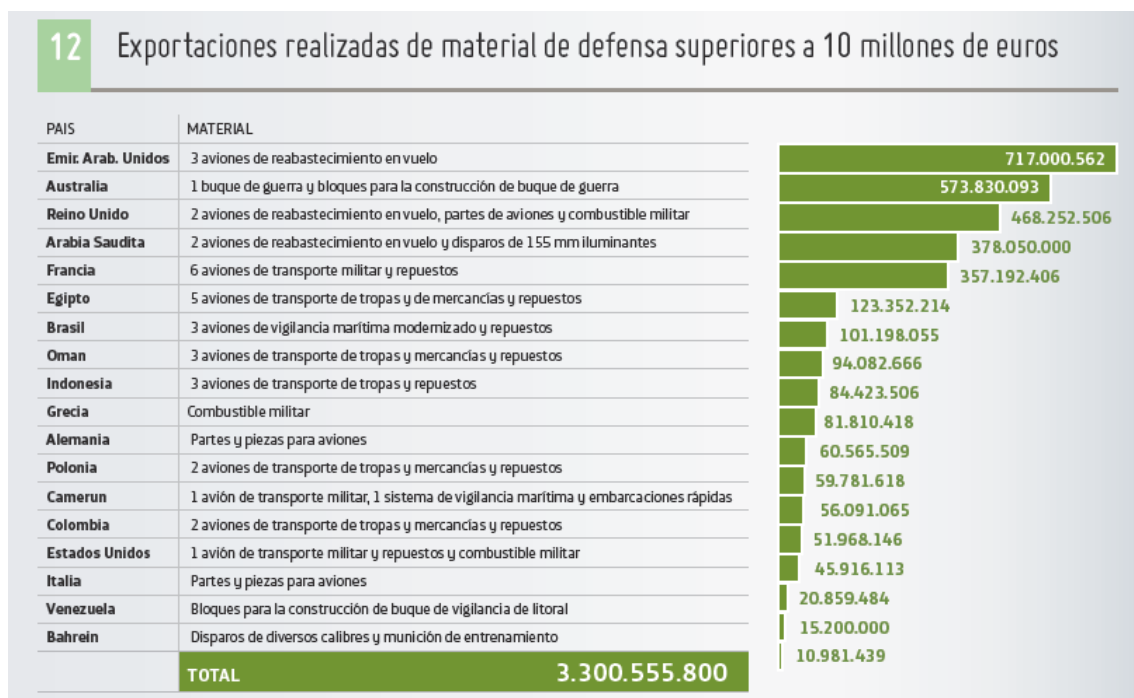 12 Exportaciones realizadas de material de defensa superiores a 10 millones de euros
PAIS MATERIAL
Emir. Arab. Unidos 3 aviones de reabastecimiento en vuelo 717.000.562
Australia 1 buque de guerra y bloques para la construcción de buque de guerra 573.830.093
Reino Unido 2 aviones de reabastecimiento en vuelo, partes de aviones y combustible militar 468.252.506
Arabia Saudita 2 aviones de reabastecimiento en vuelo y disparos de 155 mm iluminantes 378.050.000
Francia 6 aviones de transporte militar y repuestos 357.192.406
Egipto 5 aviones de transporte de tropas y de mercancías y repuestos 123.352.214
Brasil 3 aviones de vigilancia marítima modernizado y repuestos 101.198.055
Oman 3 aviones de transporte de tropas y mercancías y repuestos 94.082.666
Indonesia 3 aviones de transporte de tropas y repuestos 84.423.506
Grecia Combustible militar 81.810.418
Alemania Partes y piezas para aviones 60.565.509
Polonia 2 aviones de transporte de tropas y mercancías y repuestos 59.781.618
Camerun 1 avión de transporte militar, 1 sistema de vigilancia marítima y embarcaciones rápidas 56.091.065
Colombia 2 aviones de transporte de tropas y mercancías y repuestos 51.968.146
Estados Unidos 1 avión de transporte militar y repuestos y combustible militar 45.916.113
Italia Partes y piezas para aviones 20.859.484
Venezuela Bloques para la construcción de buque de vigilancia de litoral 15.200.000
Bahrein Disparos de diversos calibres y munición de entrenamiento 10.981.439
TOTAL 3.300.555.800